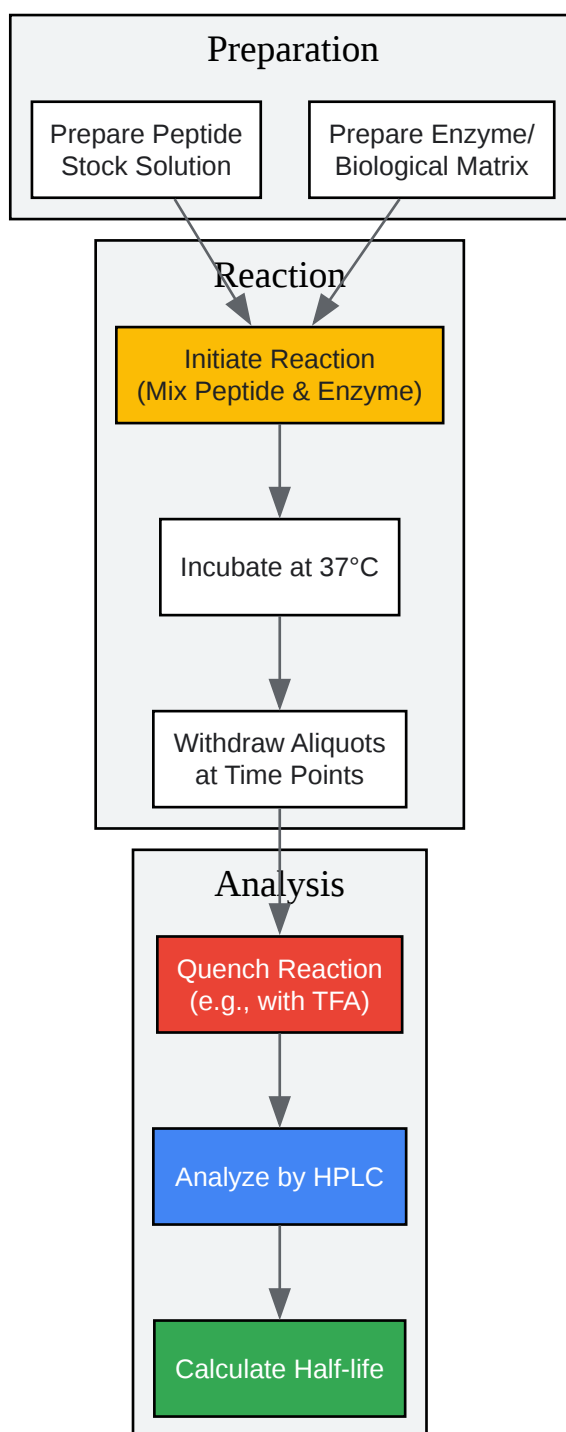 Preparation
Prepare Peptide
Stock Solution
Prepare Enzyme/
Biological Matrix
Reaction
Initiate Reaction
(Mix Peptide & Enzyme)
Incubate at 37°C
Withdraw Aliquots
at Time Points
Analysis
Quench Reaction
(e.g., with TFA)
Analyze by HPLC
Calculate Half-life